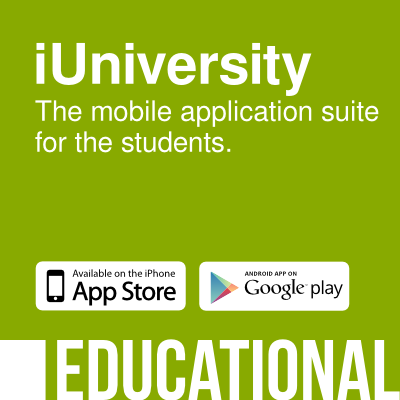 iUniversity
The mobile application suite
for the students.
Available on the iPhone
App Store
ANDROID APP ON
Google play
EDUCATIONAL